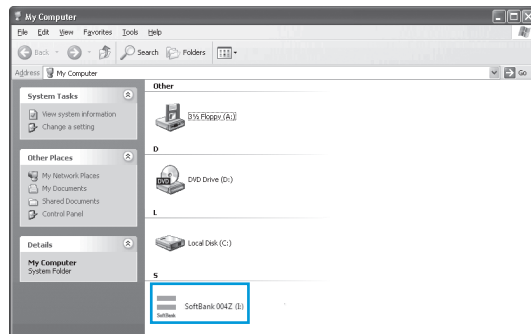 My Computer
File Edit View Favorites Tools Help
Back Search Folders
Address My Computer Go
System Tasks
View system information
Change a setting
Other Places
My Network Places
My Documents
Shared Documents
Control Panel
Details
My Computer
System Folder
Other
3½ Floppy (A:)
D
DVD
DVD Drive (D:)
L
Local Disk (C:)
S
SoftBank
SoftBank 004Z (I:)